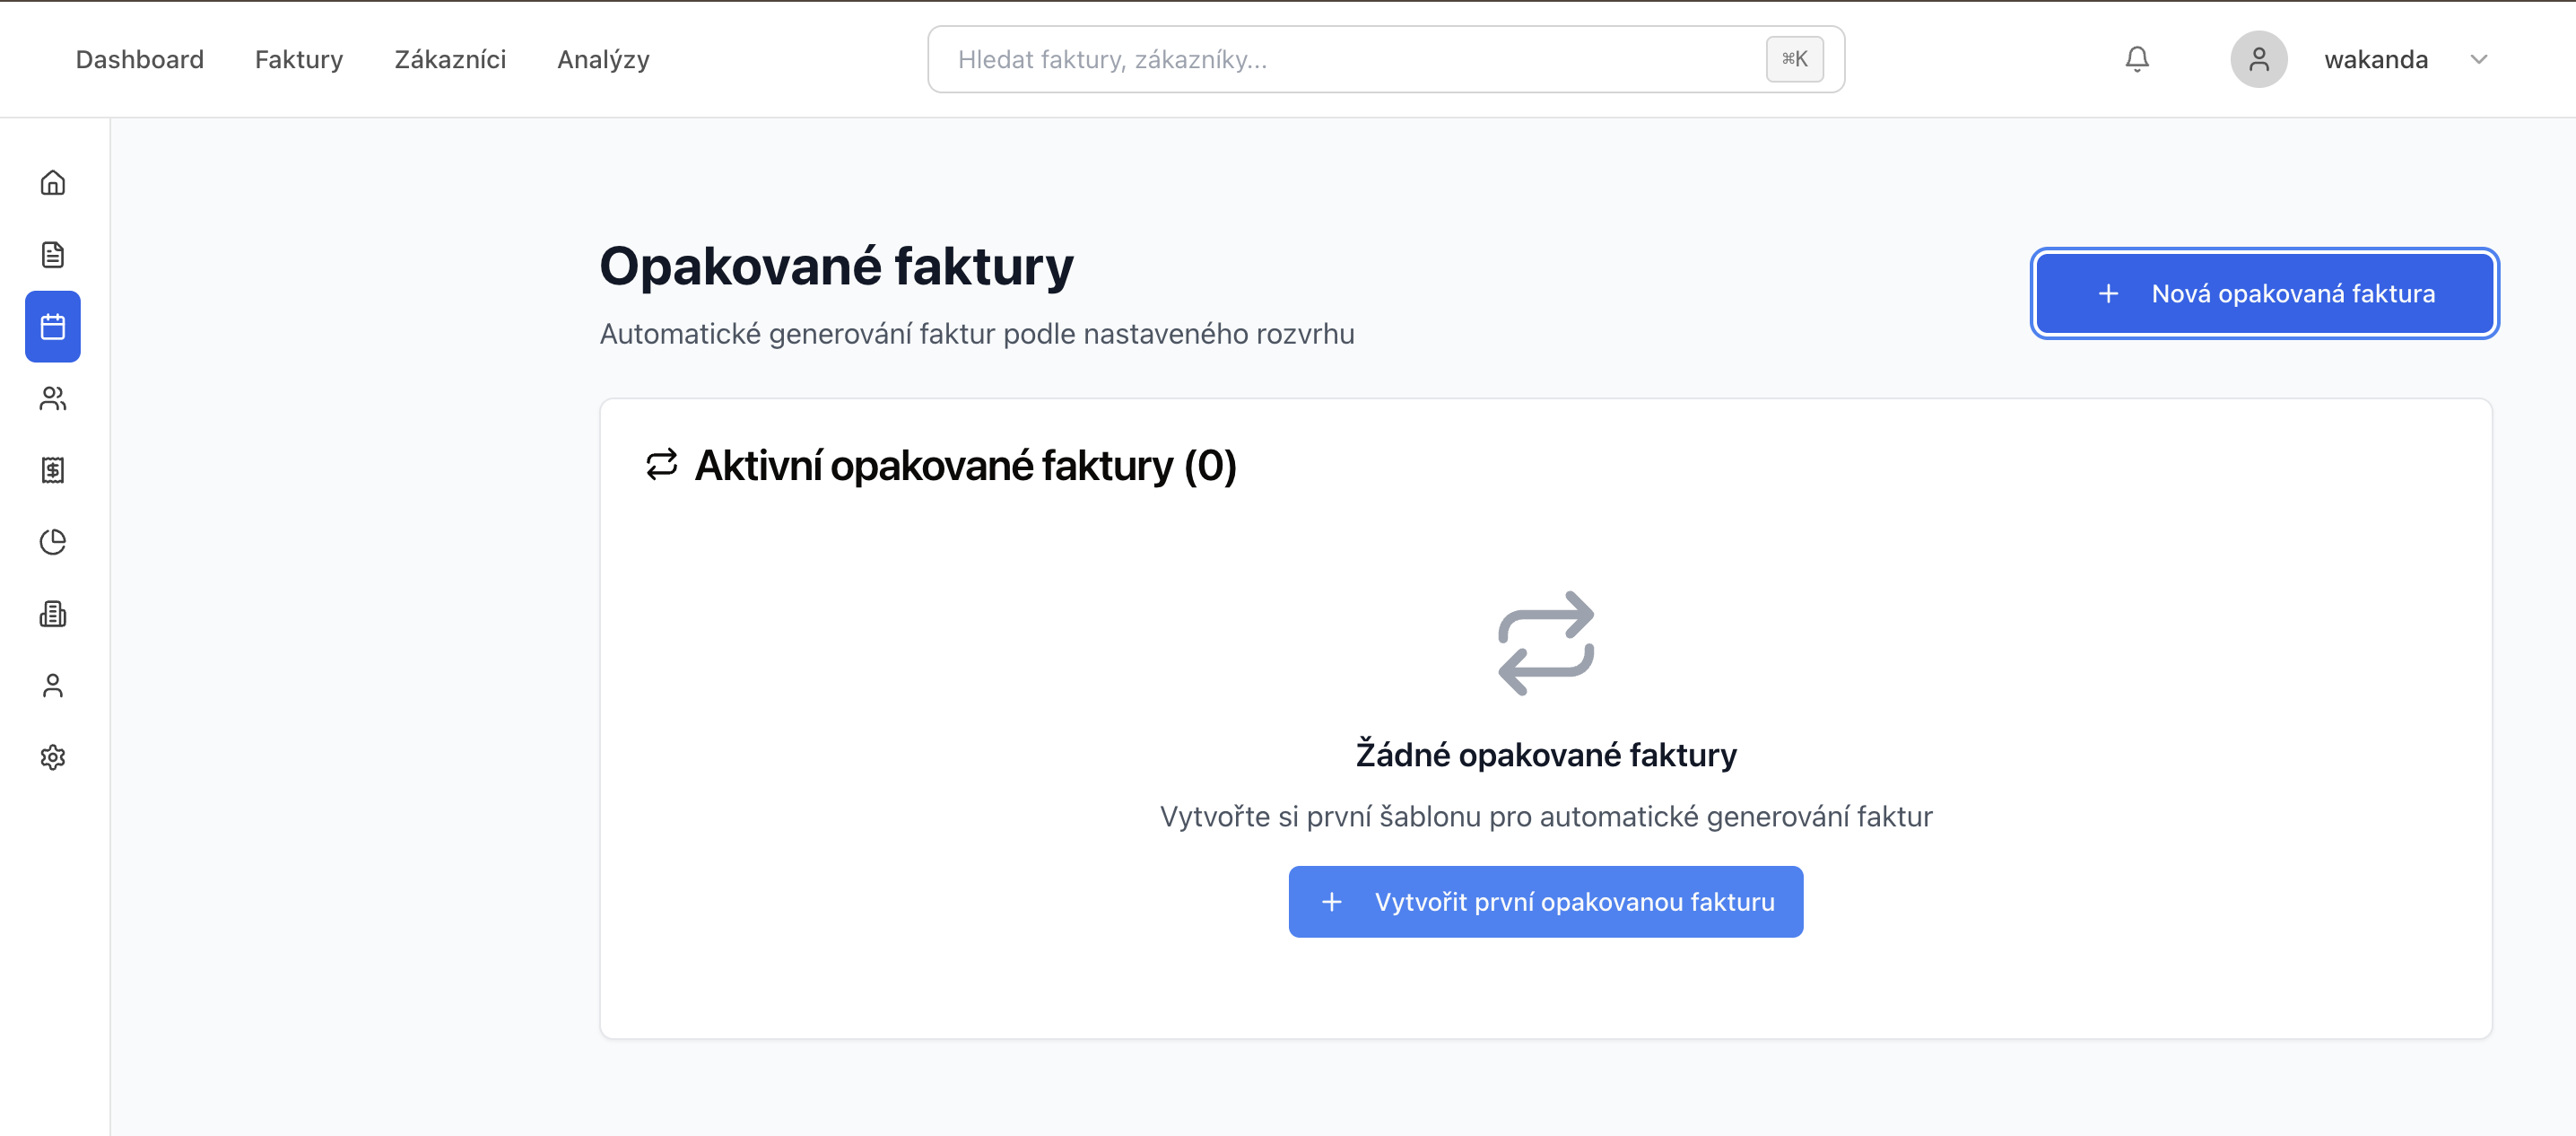 Dashboard Faktury Zákazníci Analýzy Hledat faktury, zákazníky... ⌘K wakanda
Opakované faktury
+ Nová opakovaná faktura
Automatické generování faktur podle nastaveného rozvrhu
Aktivní opakované faktury (0)
Žádné opakované faktury
Vytvořte si první šablonu pro automatické generování faktur
+ Vytvořit první opakovanou fakturu